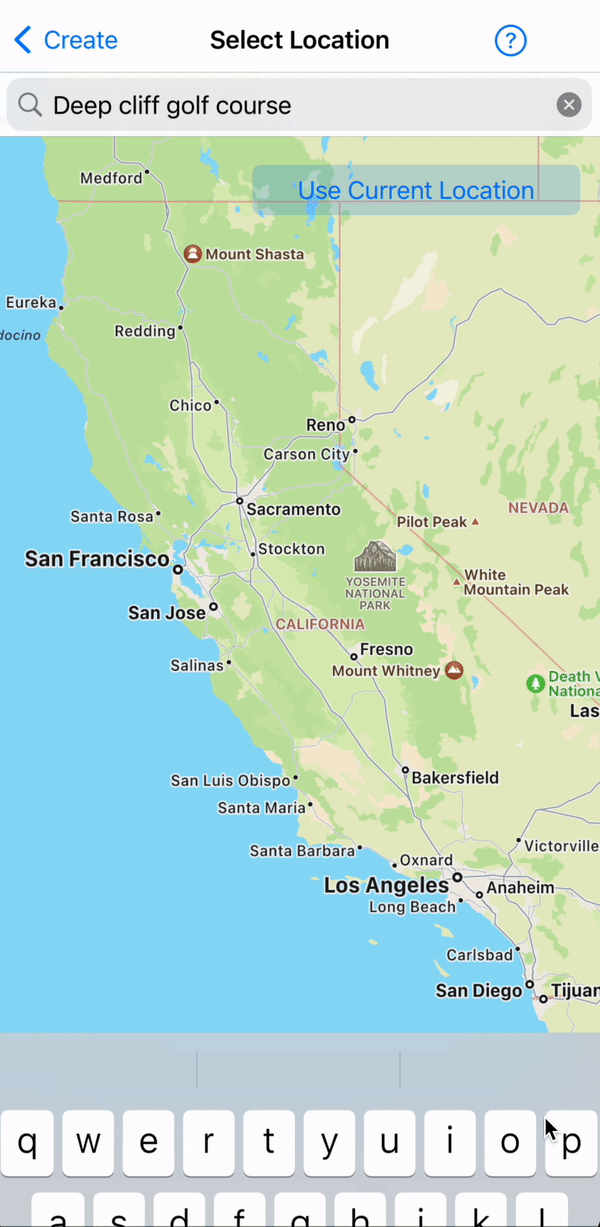 Create
Select Location
?
Deep cliff golf course
Medford
Use Current Location
Mount Shasta
Eureka
docino
Redding
Chico
Reno
Carson City
Sacramento
Santa Rosa
NEVADA
Pilot Peak
San Francisco
Stockton
YOSEMITE
NATIONAL
PARK
White
Mountain Peak
San Jose
CALIFORNIA
Fresno
Salinas
Mount Whitney
Death V
Nationa
Las
San Luis Obispo
Bakersfield
Santa Maria
Santa Barbara
Victorville
Oxnard
Los Angeles
Anaheim
Long Beach
Carlsbad
San Diego
Tijuan
q w e r t y u i o p
a s d f g h j k l